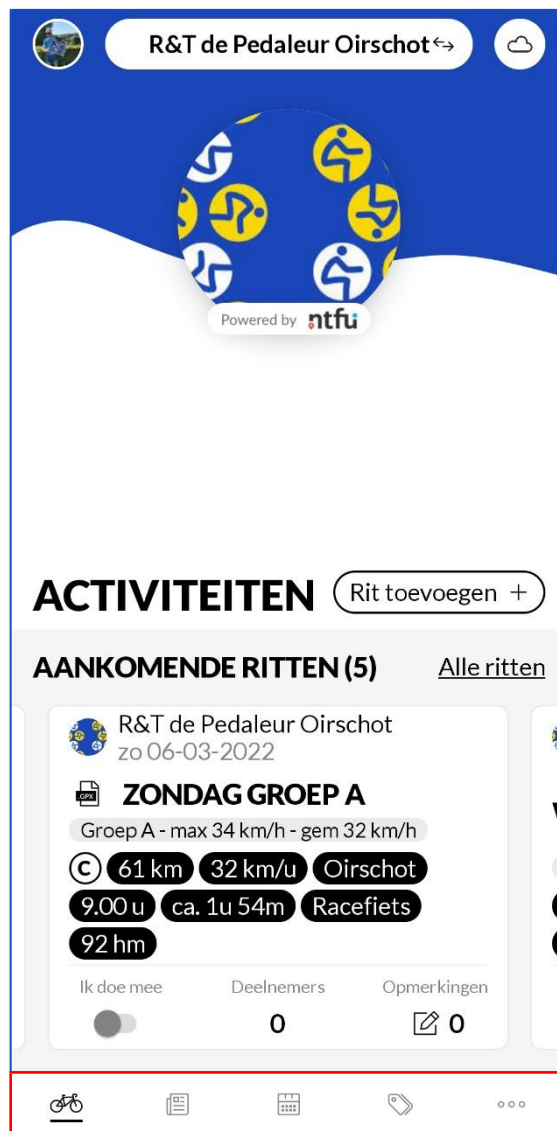 R&T de Pedaleur Oirschot
Powered by ntfu
ACTIVITEITEN
Rit toevoegen +
AANKOMENDE RITTEN (5)
Alle ritten
R&T de Pedaleur Oirschot
zo 06-03-2022
GPX
ZONDAG GROEP A
Groep A - max 34 km/h - gem 32 km/h
C 61 km 32 km/u Oirschot
9.00 u ca. 1u 54m Racefiets
92 hm
Ik doe mee Deelnemers Opmerkingen
0 0